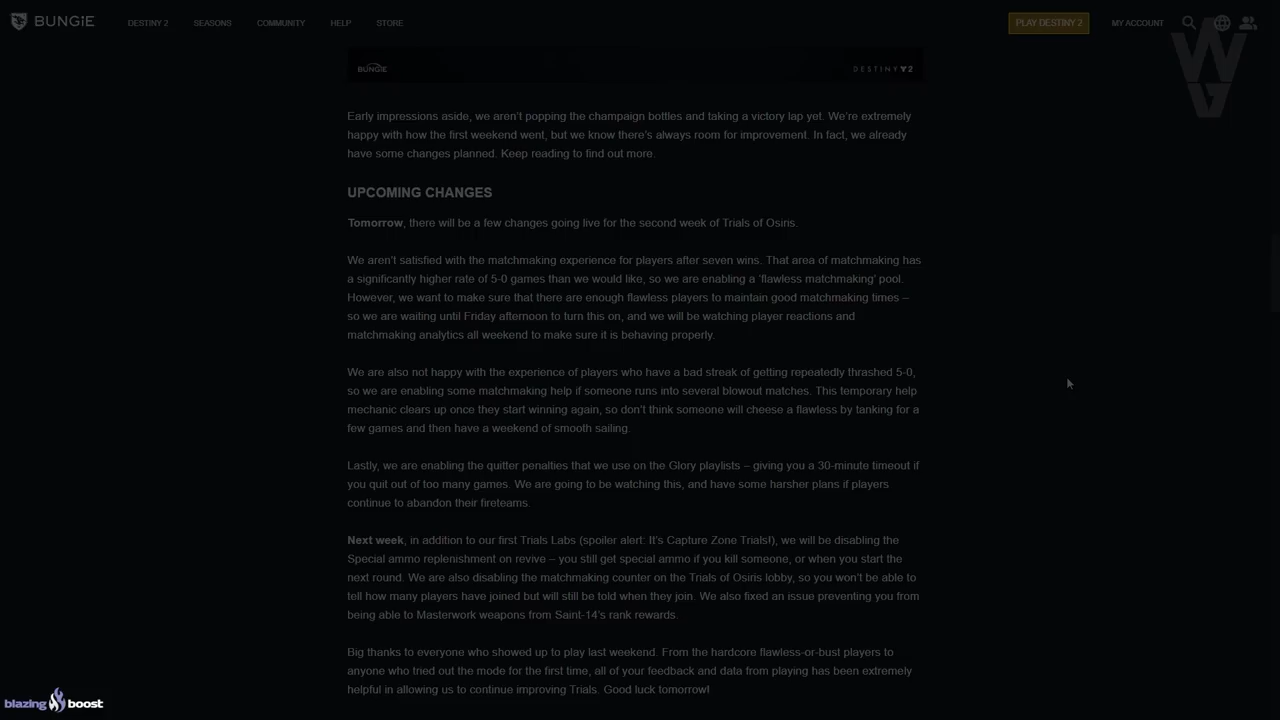 BUNGIE
DESTINY 2
SEASONS
COMMUNITY
HELP
STORE
PLAY DESTINY 2
MY ACCOUNT
BUNGIE
DESTINY 2
Early impressions aside, we aren't popping the champaign bottles and taking a victory lap yet. We're extremely
happy with how the first weekend went, but we know there's always room for improvement. In fact, we already
have some changes planned. Keep reading to find out more.
UPCOMING CHANGES
Tomorrow, there will be a few changes going live for the second week of Trials of Osiris.
We aren't satisfied with the matchmaking experience for players after seven wins. That area of matchmaking has
a significantly higher rate of 5-0 games than we would like, so we are enabling a 'flawless matchmaking' pool.
However, we want to make sure that there are enough flawless players to maintain good matchmaking times –
so we are waiting until Friday afternoon to turn this on, and we will be watching player reactions and
matchmaking analytics all weekend to make sure it is behaving properly.
We are also not happy with the experience of players who have a bad streak of getting repeatedly thrashed 5-0,
so we are enabling some matchmaking help if someone runs into several blowout matches. This temporary help
mechanic clears up once they start winning again, so don't think someone will cheese a flawless by tanking for a
few games and then have a weekend of smooth sailing.
Lastly, we are enabling the quitter penalties that we use on the Glory playlists – giving you a 30-minute timeout if
you quit out of too many games. We are going to be watching this, and have some harsher plans if players
continue to abandon their fireteams.
Next week, in addition to our first Trials Labs (spoiler alert: It's Capture Zone Trials!), we will be disabling the
Special ammo replenishment on revive – you still get special ammo if you kill someone, or when you start the
next round. We are also disabling the matchmaking counter on the Trials of Osiris lobby, so you won't be able to
tell how many players have joined but will still be told when they join. We also fixed an issue preventing you from
being able to Masterwork weapons from Saint-14's rank rewards.
Big thanks to everyone who showed up to play last weekend. From the hardcore flawless-or-bust players to
anyone who tried out the mode for the first time, all of your feedback and data from playing has been extremely
helpful in allowing us to continue improving Trials. Good luck tomorrow!
blazing boost